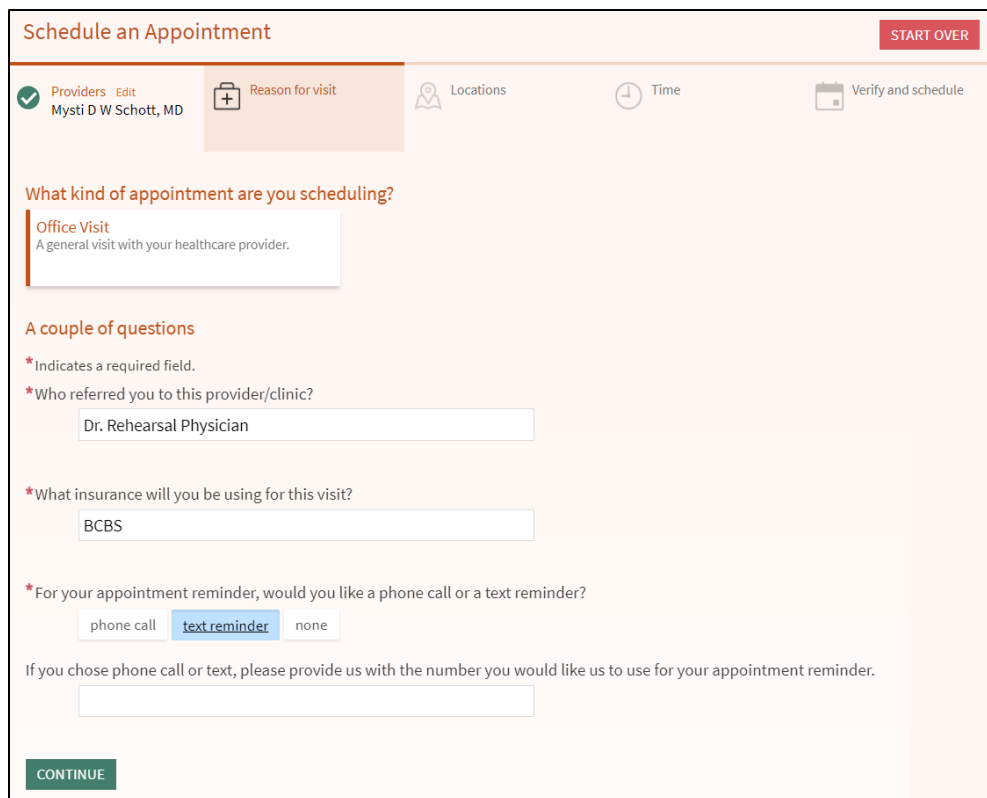 Schedule an Appointment
START OVER
Providers Edit
Mysti D W Schott, MD
Reason for visit
Locations
Time
Verify and schedule
What kind of appointment are you scheduling?
Office Visit
A general visit with your healthcare provider.
A couple of questions
*Indicates a required field.
*Who referred you to this provider/clinic?
Dr. Rehearsal Physician
*What insurance will you be using for this visit?
BCBS
*For your appointment reminder, would you like a phone call or a text reminder?
phone call text reminder none
If you chose phone call or text, please provide us with the number you would like us to use for your appointment reminder.
CONTINUE